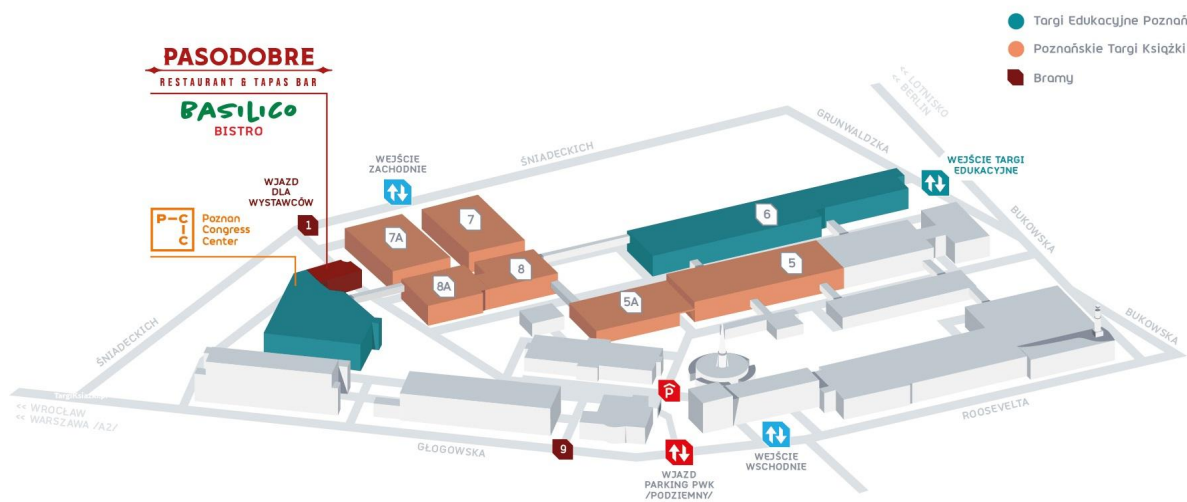 Targi Edukacyjne Poznań
Poznańskie Targi Książki
Bramy
PASODOBRE
RESTAURANT & TAPAS BAR
BASILICO
BISTRO
<< LOTNISKO
<< BERLIN
GRUNWALDZKA
ŚNIADECKICH
WEJŚCIE
ZACHODNIE
WEJŚCIE TARGI
EDUKACYJNE
WJAZD
DLA
WYSTAWCÓW
1
P-C
I
C
Poznan
Congress
Center
7
7A
6
BUKOWSKA
8
8A
5
5A
ŚNIADECKICH
BUKOWSKA
P
<< WROCŁAW
<< WARSZAWA /A2/
ROOSEVELTA
GŁOGOWSKA
9
WJAZD
PARKING PWK
/PODZIEMNY/
WEJŚCIE
WSCHODNIE